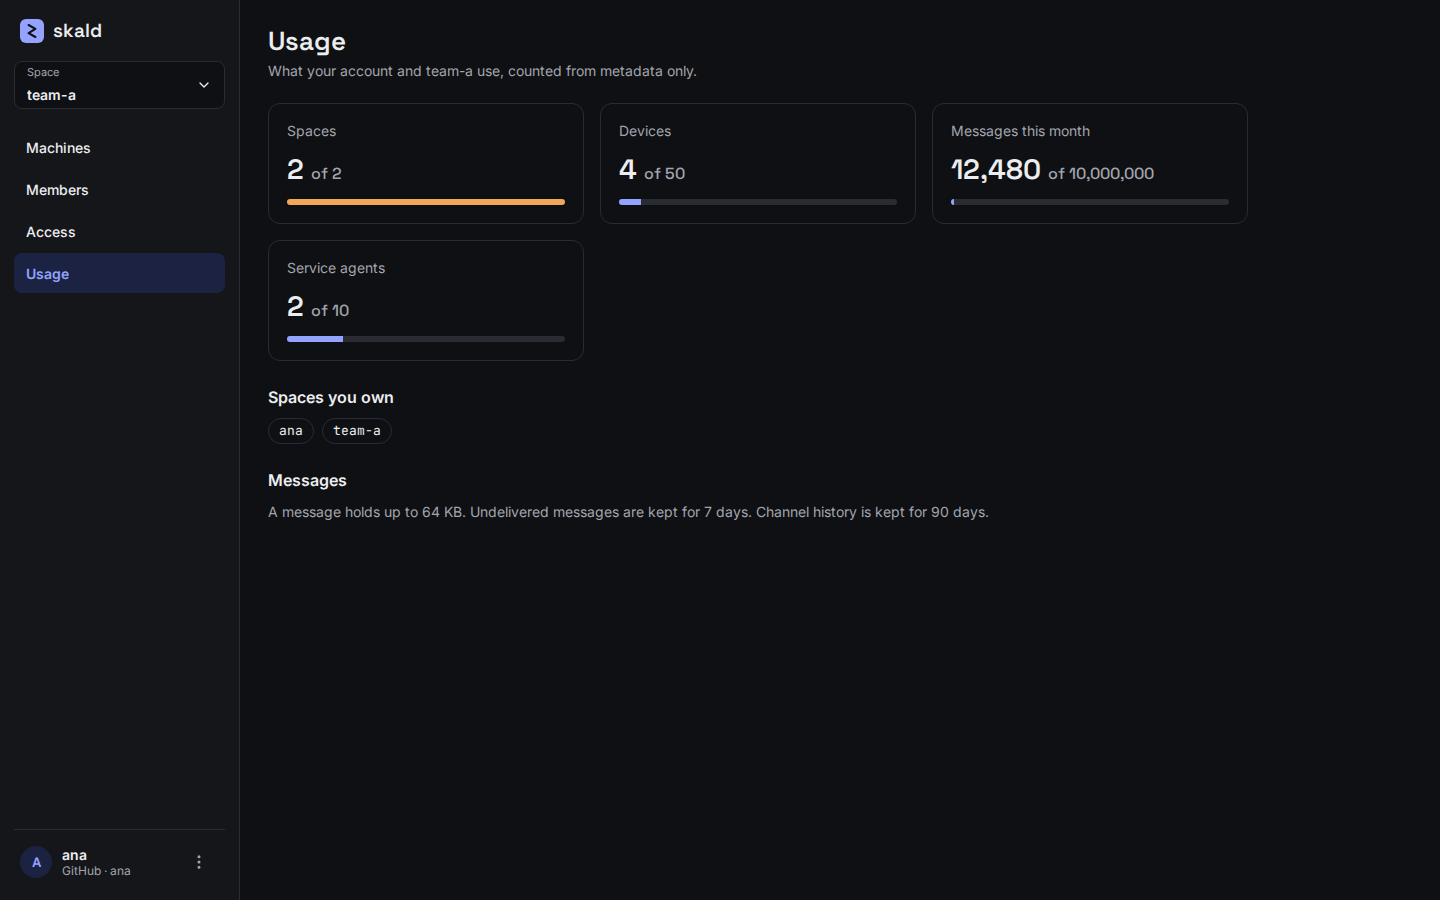 skald
Space
team-a
Machines
Members
Access
Usage
ana
GitHub · ana
A
Usage
What your account and team-a use, counted from metadata only.
Spaces
2 of 2
Devices
4 of 50
Messages this month
12,480 of 10,000,000
Service agents
2 of 10
Spaces you own
ana
team-a
Messages
A message holds up to 64 KB. Undelivered messages are kept for 7 days. Channel history is kept for 90 days.